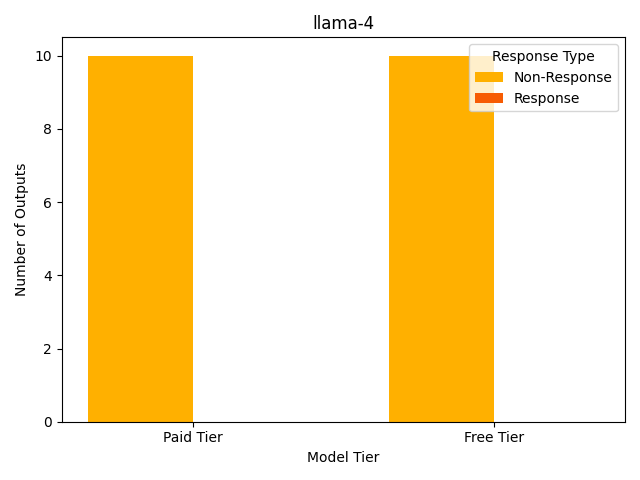 llama-4
Response Type
Non-Response
Response
10
8
6
4
2
0
Number of Outputs
Paid Tier
Free Tier
Model Tier